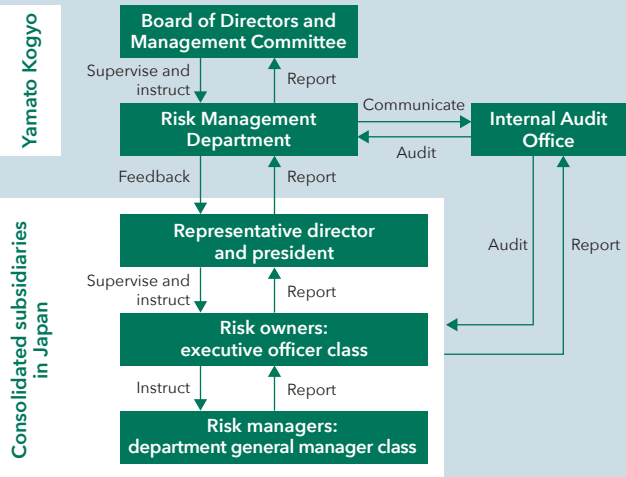 Yamato Kogyo
Board of Directors and
Management Committee
Supervise and
instruct
Report
Risk Management
Department
Communicate
Audit
Internal Audit
Office
Feedback
Report
Consolidated subsidiaries
in Japan
Representative director
and president
Supervise and
instruct
Report
Audit
Report
Risk owners:
executive officer class
Instruct
Report
Risk managers:
department general manager class